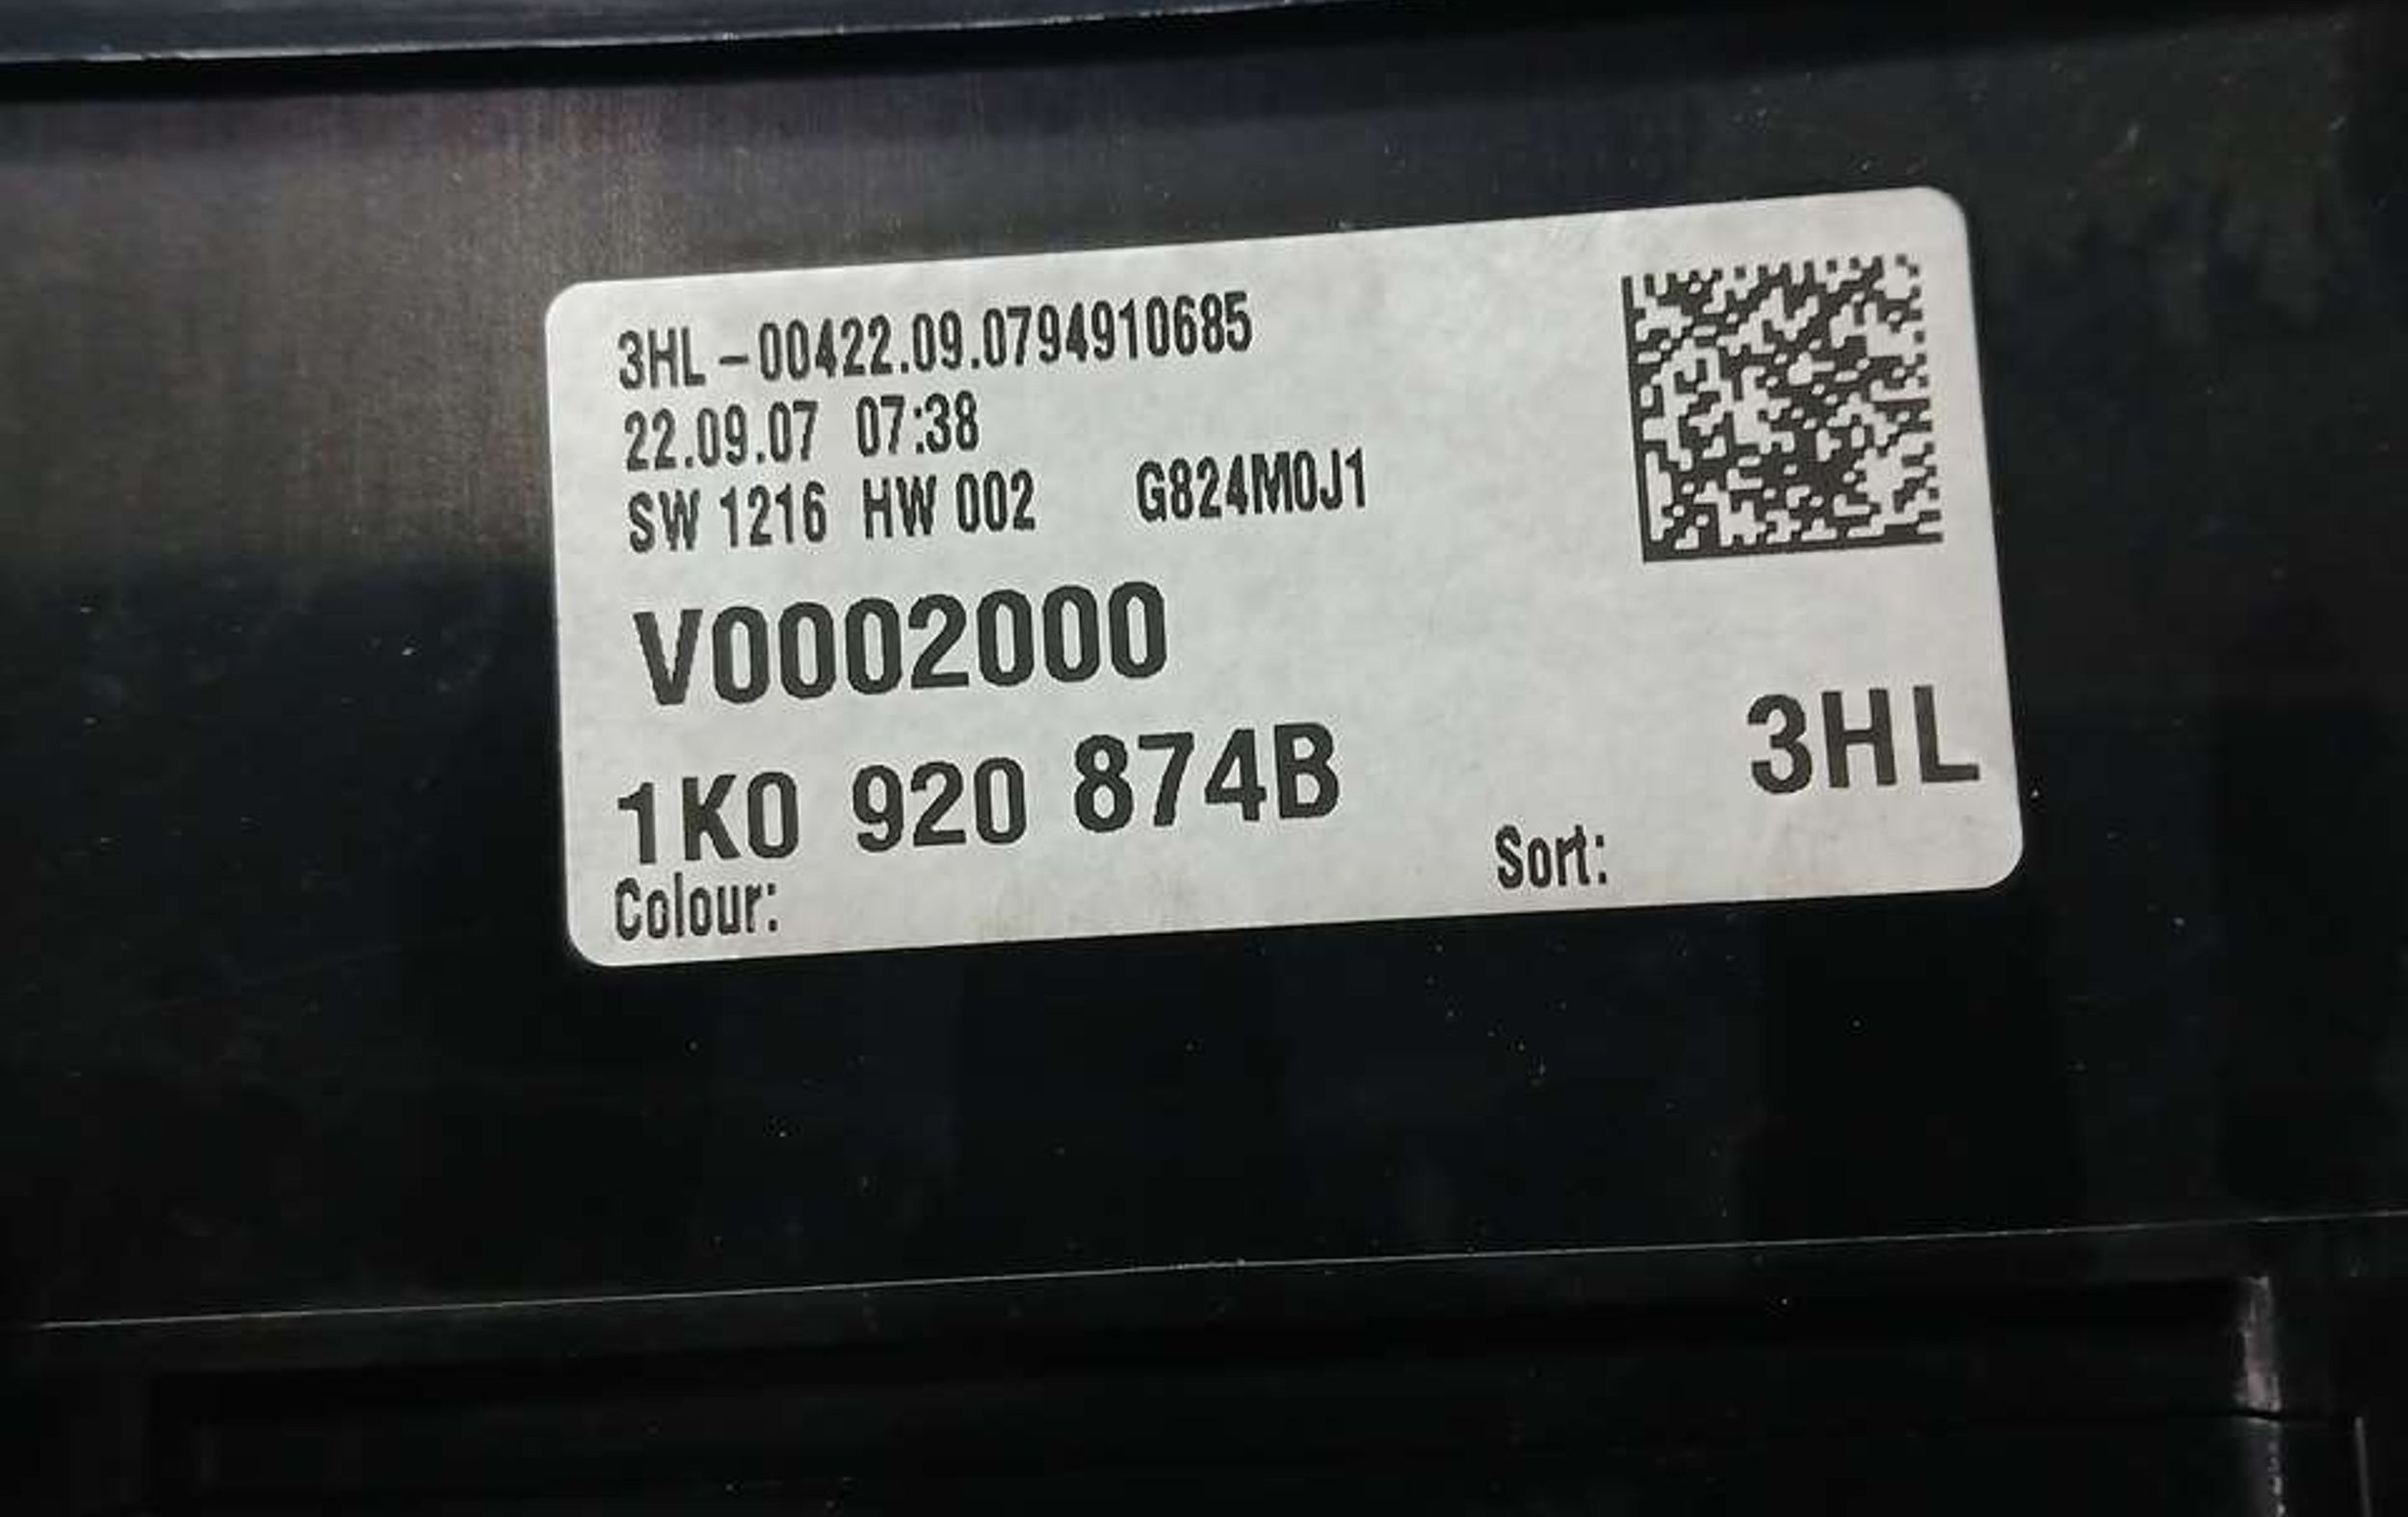 3HL-00422.09.0794910685
22.09.07 07:38
SW 1216 HW 002 G824M0J1
V0002000
1K0 920 874B 3HL
Colour: Sort: